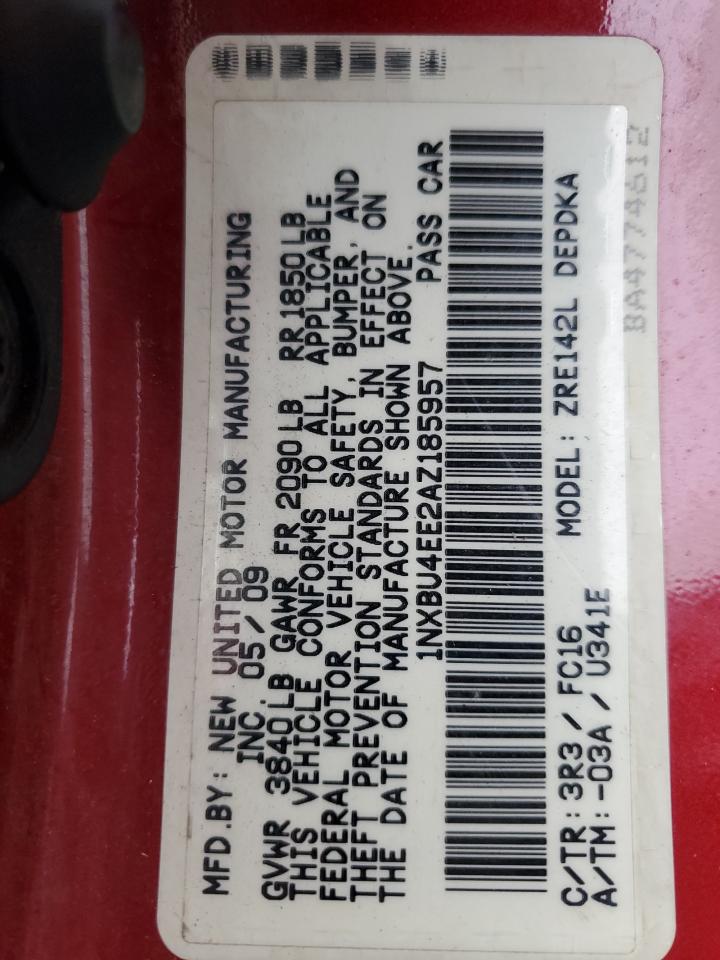 MFD.BY: NEW UNITED MOTOR MANUFACTURING
INC. 05/09
GVWR 3840LB GAWR FR 2090LB RR1850LB
THIS VEHICLE CONFORMS TO ALL APPLICABLE
FEDERAL MOTOR VEHICLE SAFETY, BUMPER, AND
THEFT PREVENTION STANDARDS IN EFFECT ON
THE DATE OF MANUFACTURE SHOWN ABOVE.
1NXBU4EE2AZ185957 PASS CAR
C/TR: 3R3 / FC16 MODEL: ZRE142L DEPDKA
A/TM: -03A / U341E